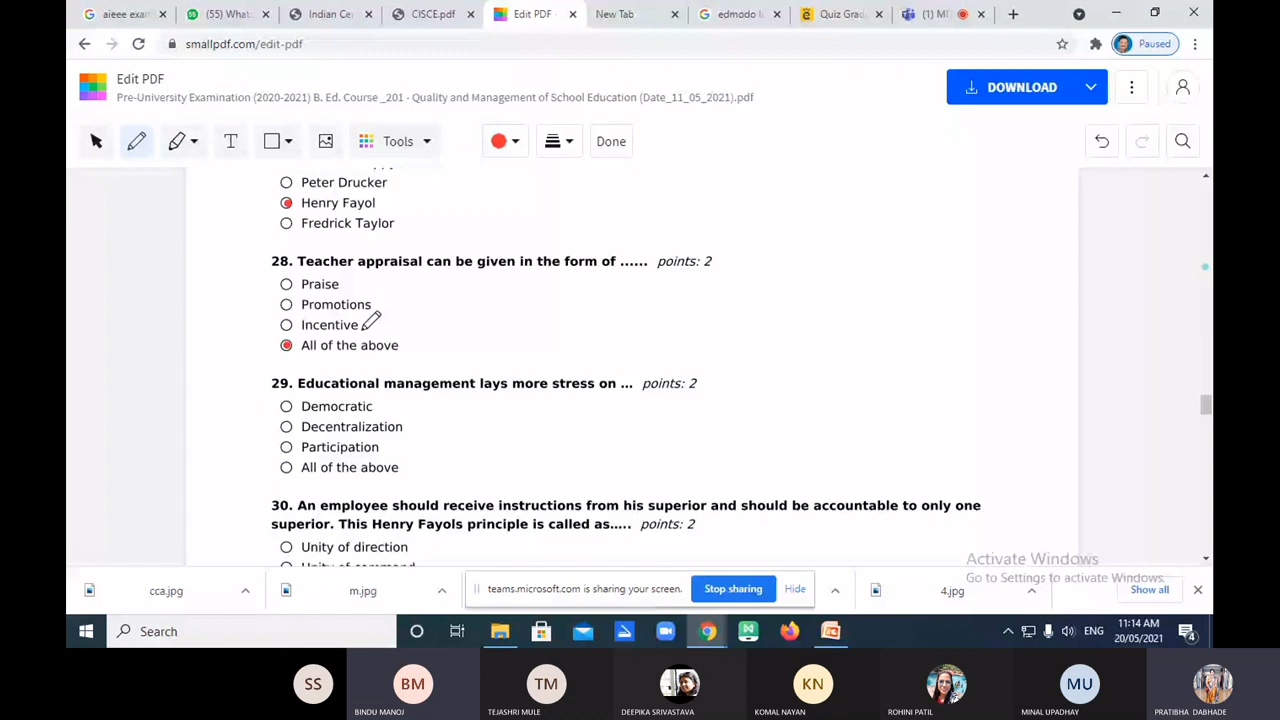 aieee exam
(55) What:
Indian Cer
CISCE.pdf
Edit PDF -
New Tab
edmodo l
Quiz Grad
(1) M
smallpdf.com/edit-pdf
Paused
Edit PDF
Pre-University Examination (2020-2021) B. Ed. Course _201 - Quality and Management of School Education (Date_11_05_2021).pdf
DOWNLOAD
T
Tools
Done
Peter Drucker
Henry Fayol
Fredrick Taylor
28. Teacher appraisal can be given in the form of ...... points: 2
Praise
Promotions
Incentive
All of the above
29. Educational management lays more stress on ... points: 2
Democratic
Decentralization
Participation
All of the above
30. An employee should receive instructions from his superior and should be accountable to only one
superior. This Henry Fayols principle is called as..... points: 2
Unity of direction
Unity of command
Activate Windows
Go to Settings to activate Windows.
cca.jpg
m.jpg
teams.microsoft.com is sharing your screen.
Stop sharing
Hide
4.jpg
Show all
Search
ENG
11:14 AM
20/05/2021
4
SS
BM
TM
KN
MU
BINDU MANOJ
TEJASHRI MULE
DEEPIKA SRIVASTAVA
KOMAL NAYAN
ROHINI PATIL
MINAL UPADHAY
PRATIBHA DABHADE